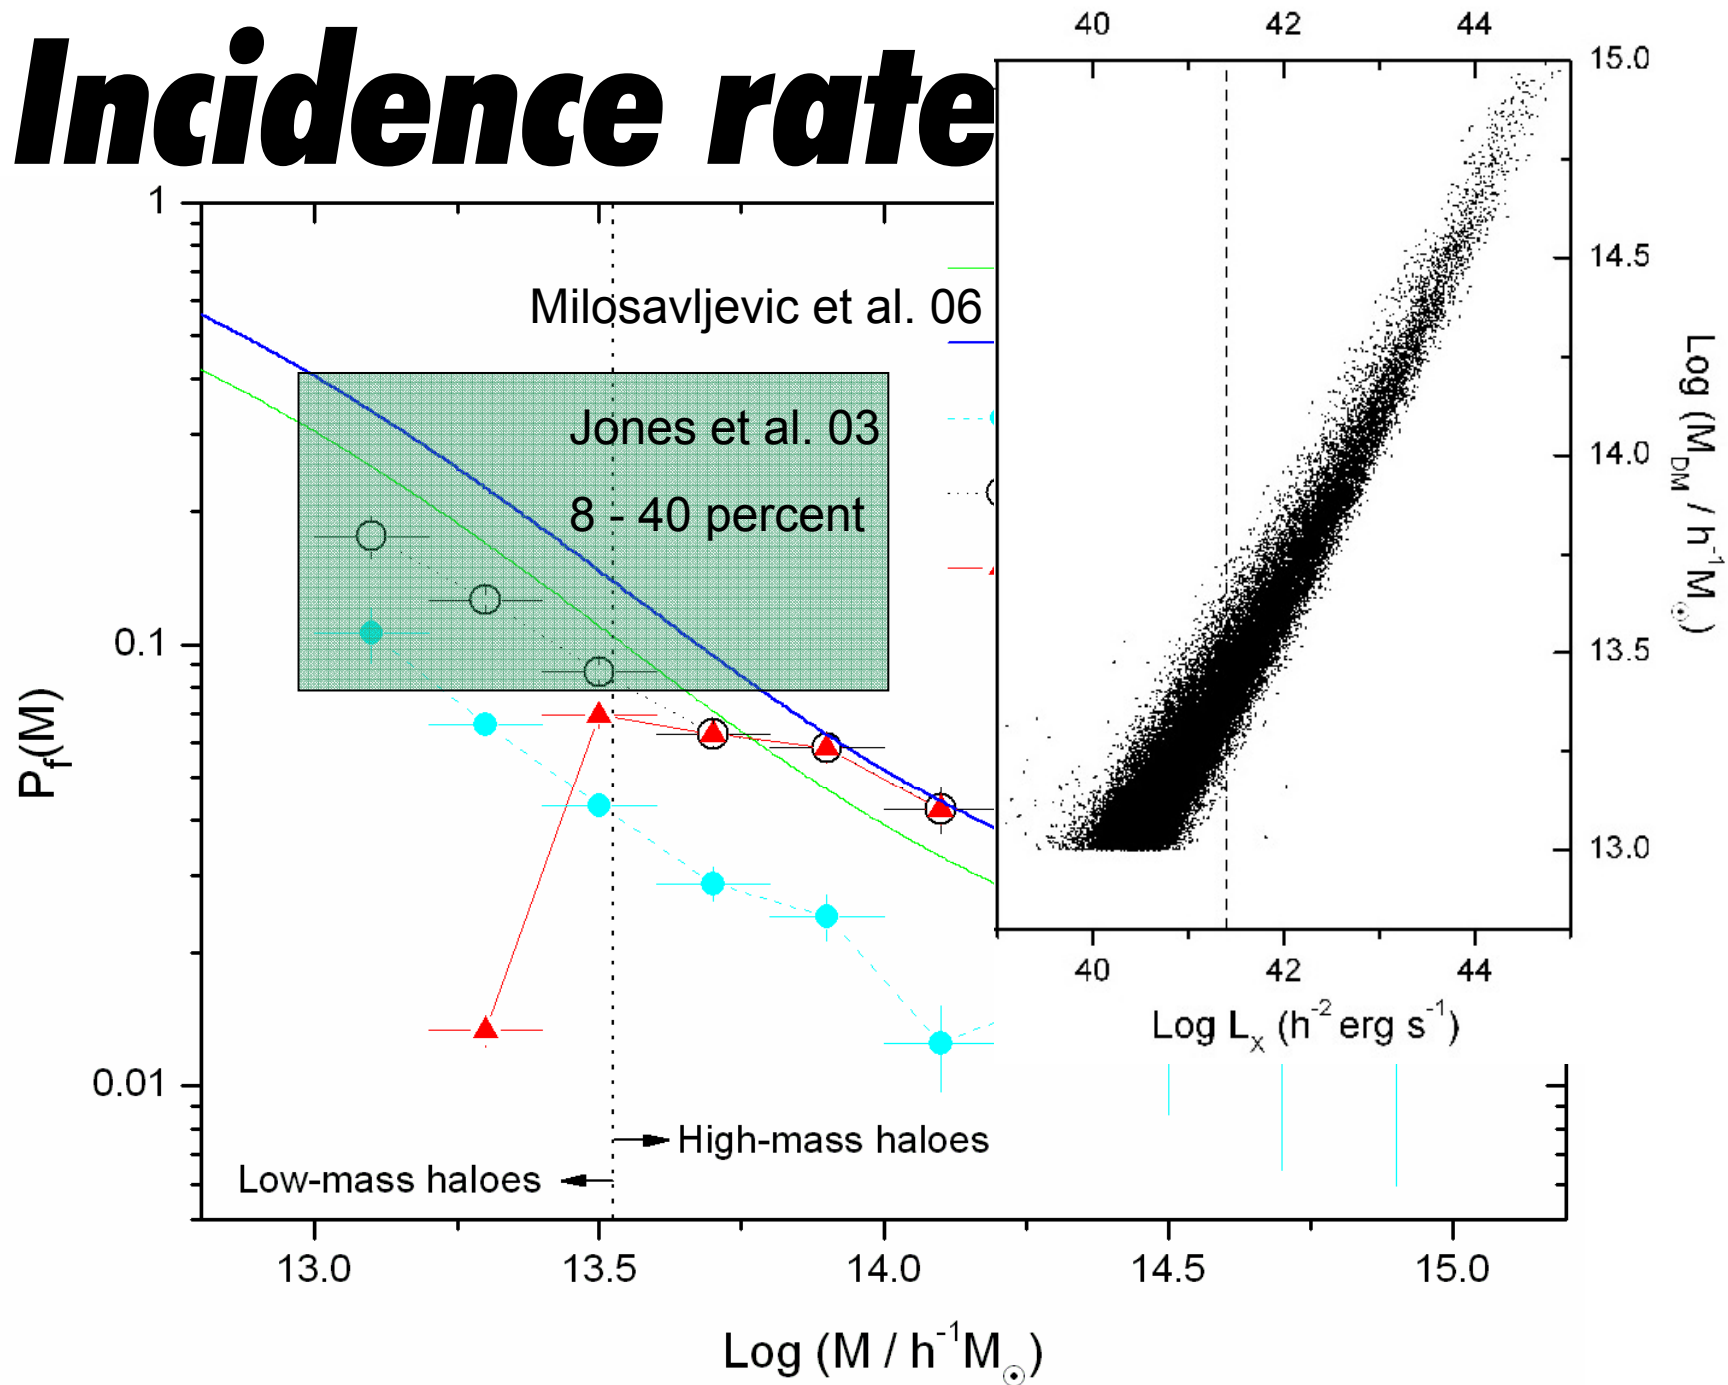 Incidence rate
40 42 44
15.0
14.5
14.0
13.5
13.0
Log (M_DM / h^-1 M_⊙)
40 42 44
Log L_X (h^-2 erg s^-1)
1
0.1
0.01
P_f(M)
Milosavljevic et al. 06
Jones et al. 03
8 - 40 percent
High-mass haloes
Low-mass haloes
13.0 13.5 14.0 14.5 15.0
Log (M / h^-1 M_⊙)